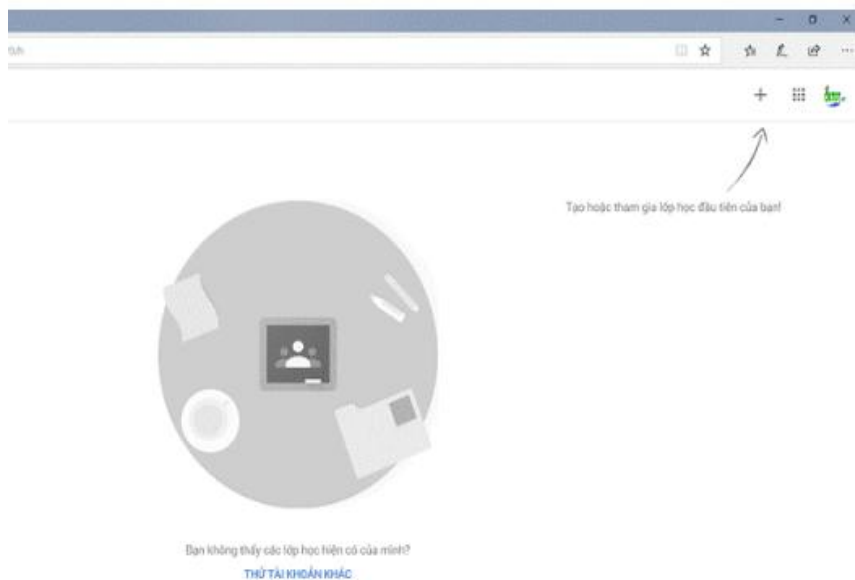 Tạo hoặc tham gia lớp học đầu tiên của bạn!
Bạn không thấy các lớp học hiện có của mình?
THỬ TÀI KHOẢN KHÁC